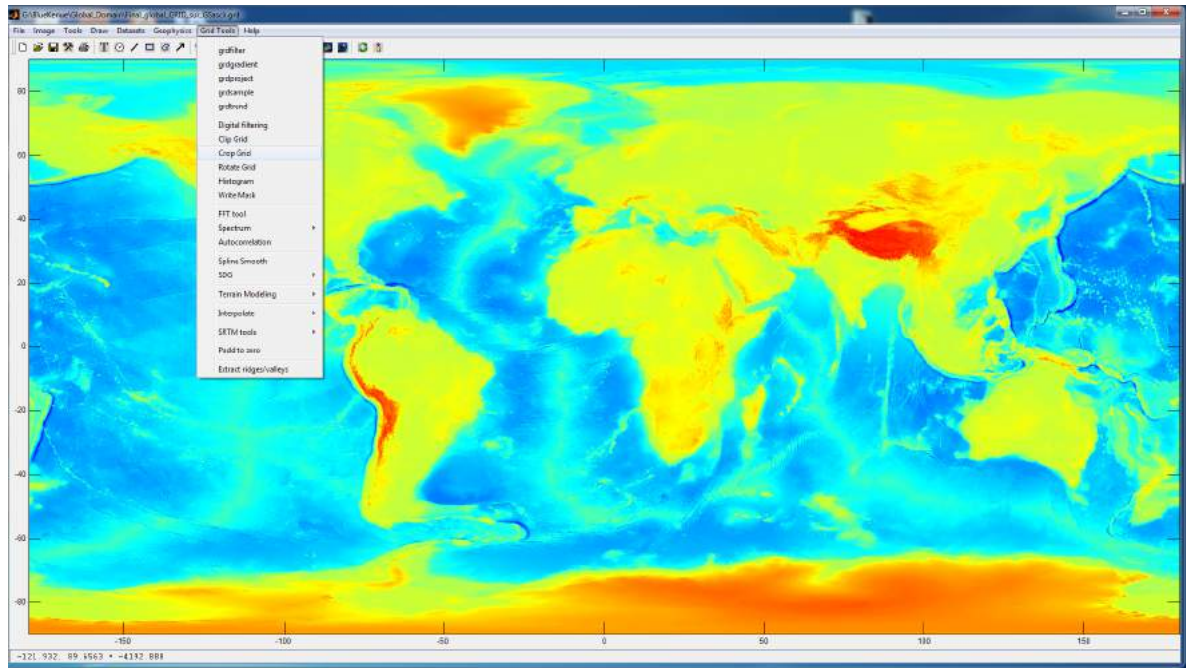 File Image Tools Draw Datasets Geophysics Grid Tools Help
grdfilter
grdgradient
grdproject
grdsample
grdtrend
Digital filtering
Clip Grid
Crop Grid
Rotate Grid
Histogram
Write Mask
FFT tool
Spectrum
Autocorrelation
Spline Smooth
SDG
Terrain Modeling
Interpolate
SRTM tools
Padd to zero
Extract ridges/valleys
80
60
40
20
0
-20
-40
-60
-80
-150 -100 -50 0 50 100 150